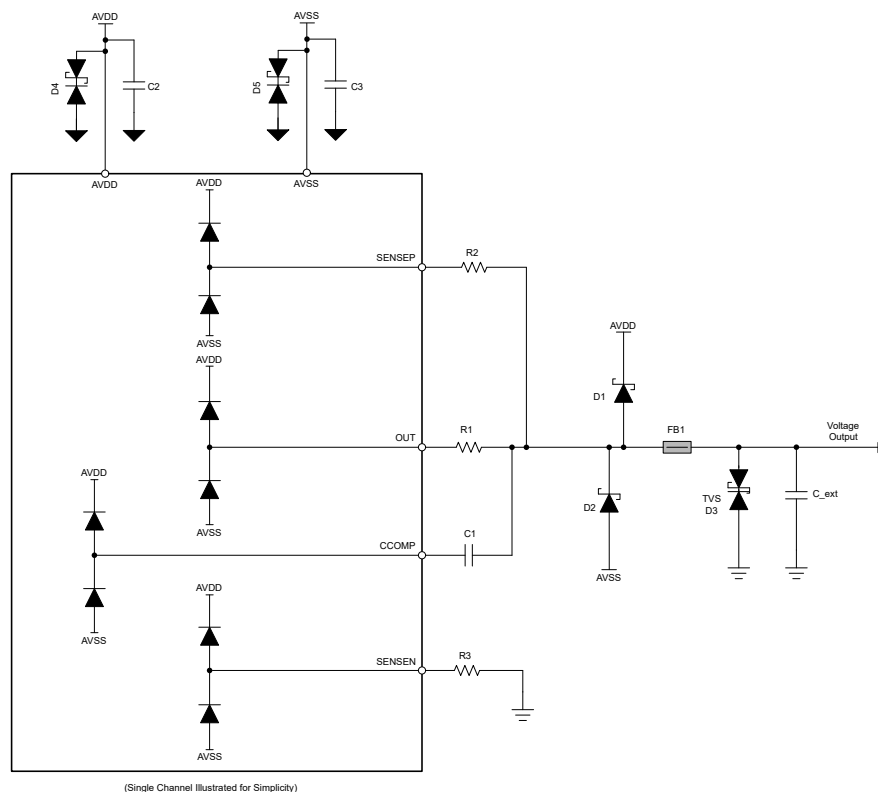 AVDD
AVSS
D4
C2
D5
C3
AVDD
AVSS
AVDD
SENSEP
R2
AVSS
AVDD
AVDD
D1
OUT
R1
FB1
Voltage
Output
AVDD
TVS
D3
C_ext
D2
AVSS
CCOMP
C1
AVSS
AVDD
AVSS
SENSEN
R3
AVSS
(Single Channel Illustrated for Simplicity)